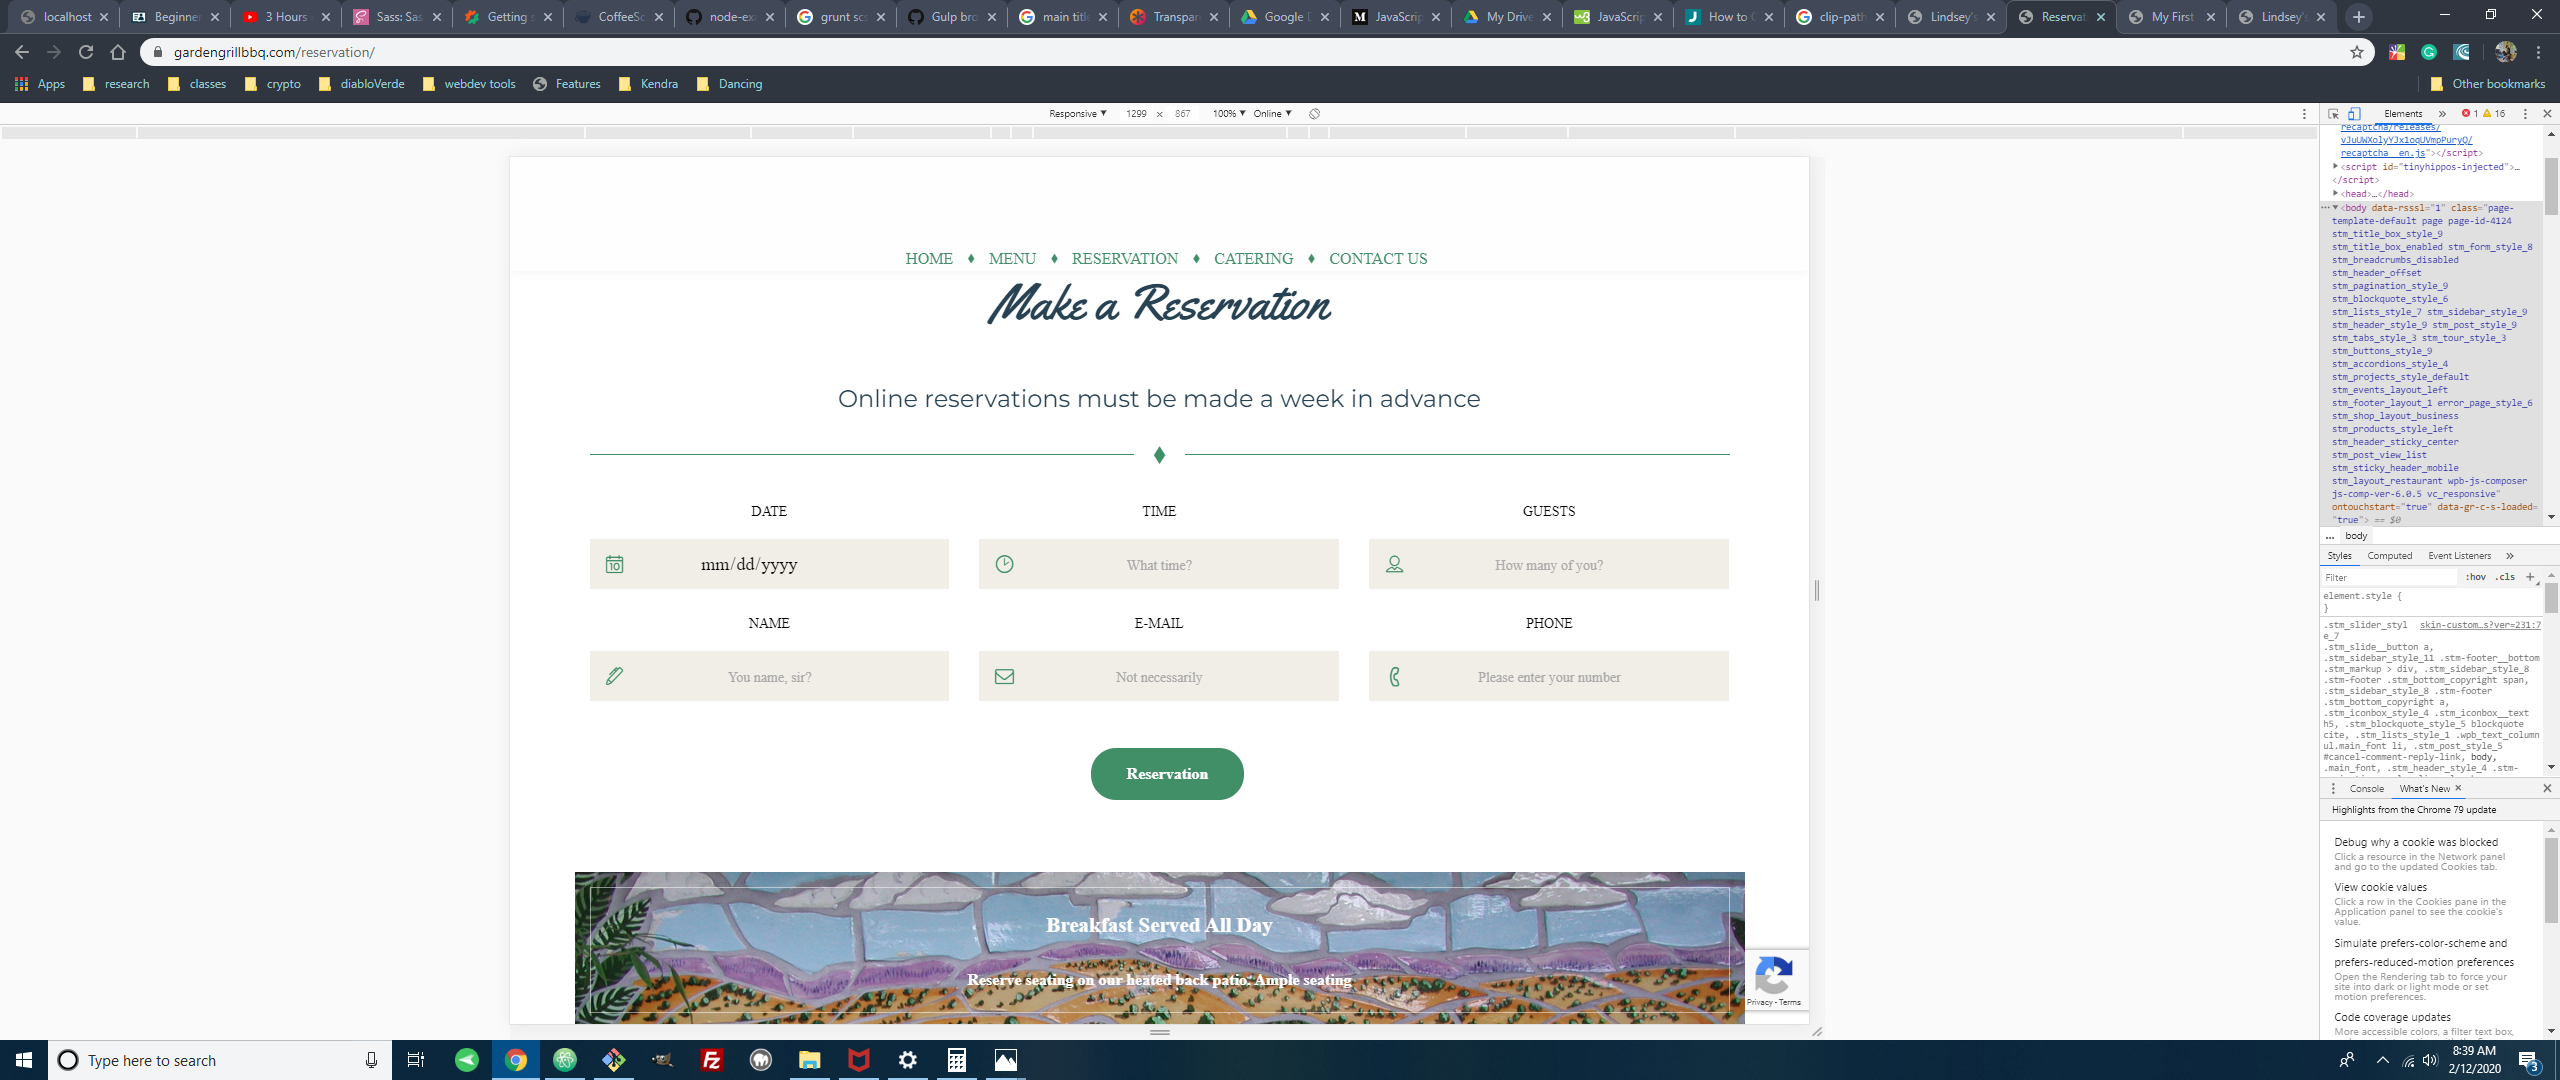 localhost
Beginner
3 Hours
Sass: Sas
Getting s
CoffeeSc
node-ex
grunt scs
Gulp bro
main title
Transpar
Google D
JavaScrip
My Drive
JavaScrip
How to C
clip-path
Lindsey's
Reservat
My First
Lindsey's
gardengrillbbq.com/reservation/
Apps research classes crypto diabloVerde webdev tools Features Kendra Dancing Other bookmarks
Responsive 1299 x 867 100% Online
Elements 1 16
recaptcha/releases/
vJuUWXolyYJx1oqUVmpPuryQ/
recaptcha__en.js"></script>
<script id="tinyhippos-injected">…
</script>
<head>…</head>
<body data-rsssl="1" class="page-
template-default page page-id-4124
stm_title_box_style_9
stm_title_box_enabled stm_form_style_8
stm_breadcrumbs_disabled
stm_header_offset
stm_pagination_style_9
stm_blockquote_style_6
stm_lists_style_7 stm_sidebar_style_9
stm_header_style_9 stm_post_style_9
stm_tabs_style_3 stm_tour_style_3
stm_buttons_style_9
stm_accordions_style_4
stm_projects_style_default
stm_events_layout_left
stm_footer_layout_1 error_page_style_6
stm_shop_layout_business
stm_products_style_left
stm_header_sticky_center
stm_post_view_list
stm_sticky_header_mobile
stm_layout_restaurant wpb-js-composer
js-comp-ver-6.0.5 vc_responsive"
ontouchstart="true" data-gr-c-s-loaded=
"true"> == $0
... body
Styles Computed Event Listeners
Filter :hov .cls +
element.style {
}
.stm_slider_styl skin-custom…s?ver=231:7
e_7
.stm_slide__button a,
.stm_sidebar_style_11 .stm-footer__bottom
.stm_markup > div, .stm_sidebar_style_8
.stm-footer .stm_bottom_copyright span,
.stm_sidebar_style_8 .stm-footer
.stm_bottom_copyright a,
.stm_iconbox_style_4 .stm_iconbox__text
h5, .stm_blockquote_style_5 blockquote
cite, .stm_lists_style_1 .wpb_text_column
ul.main_font li, .stm_post_style_5
#cancel-comment-reply-link, body,
.main_font, .stm_header_style_4 .stm-
Console What's New
Highlights from the Chrome 79 update
Debug why a cookie was blocked
Click a resource in the Network panel
and go to the updated Cookies tab.
View cookie values
Click a row in the Cookies pane in the
Application panel to see the cookie's
value.
Simulate prefers-color-scheme and
prefers-reduced-motion preferences
Open the Rendering tab to force your
site into dark or light mode or set
motion preferences.
Code coverage updates
More accessible colors, a filter text box,
HOME MENU RESERVATION CATERING CONTACT US
Make a Reservation
Online reservations must be made a week in advance
DATE TIME GUESTS
10 mm/dd/yyyy What time? How many of you?
NAME E-MAIL PHONE
You name, sir? Not necessarily Please enter your number
Reservation
Breakfast Served All Day
Reserve seating on our heated back patio. Ample seating
Privacy - Terms
Type here to search
8:39 AM
2/12/2020
3